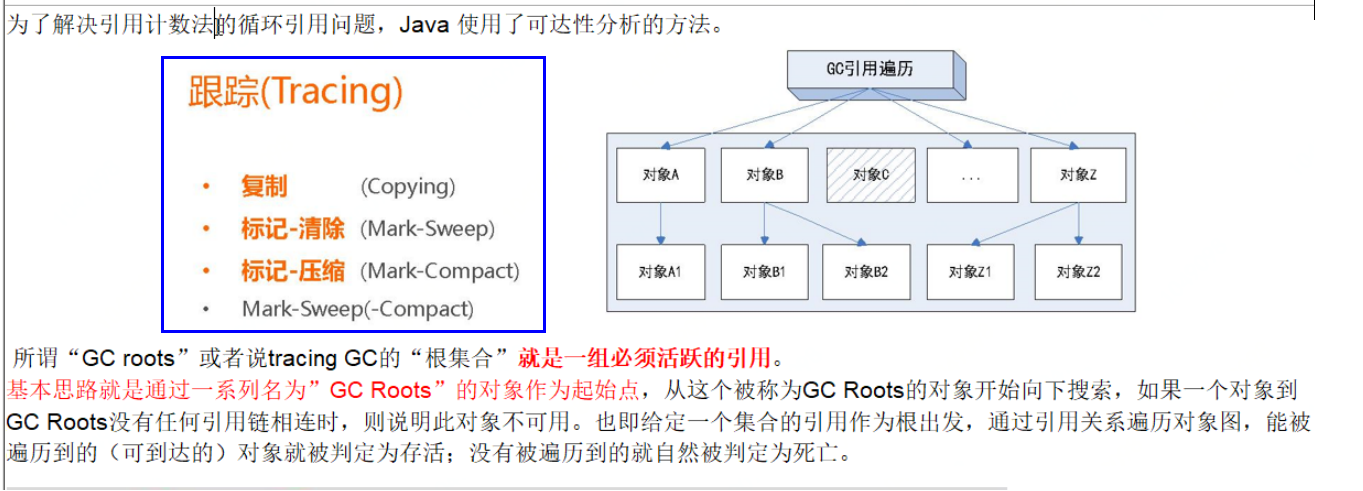 为了解决引用计数法的循环引用问题，Java 使用了可达性分析的方法。
跟踪(Tracing)
• 复制 (Copying)
• 标记-清除 (Mark-Sweep)
• 标记-压缩 (Mark-Compact)
• Mark-Sweep(-Compact)
GC引用遍历
对象A 对象B 对象C ... 对象Z
对象A1 对象B1 对象B2 对象Z1 对象Z2
所谓“GC roots”或者说tracing GC的“根集合”就是一组必须活跃的引用。
基本思路就是通过一系列名为”GC Roots”的对象作为起始点，从这个被称为GC Roots的对象开始向下搜索，如果一个对象到
GC Roots没有任何引用链相连时，则说明此对象不可用。也即给定一个集合的引用作为根出发，通过引用关系遍历对象图，能被
遍历到的（可到达的）对象就被判定为存活；没有被遍历到的就自然被判定为死亡。